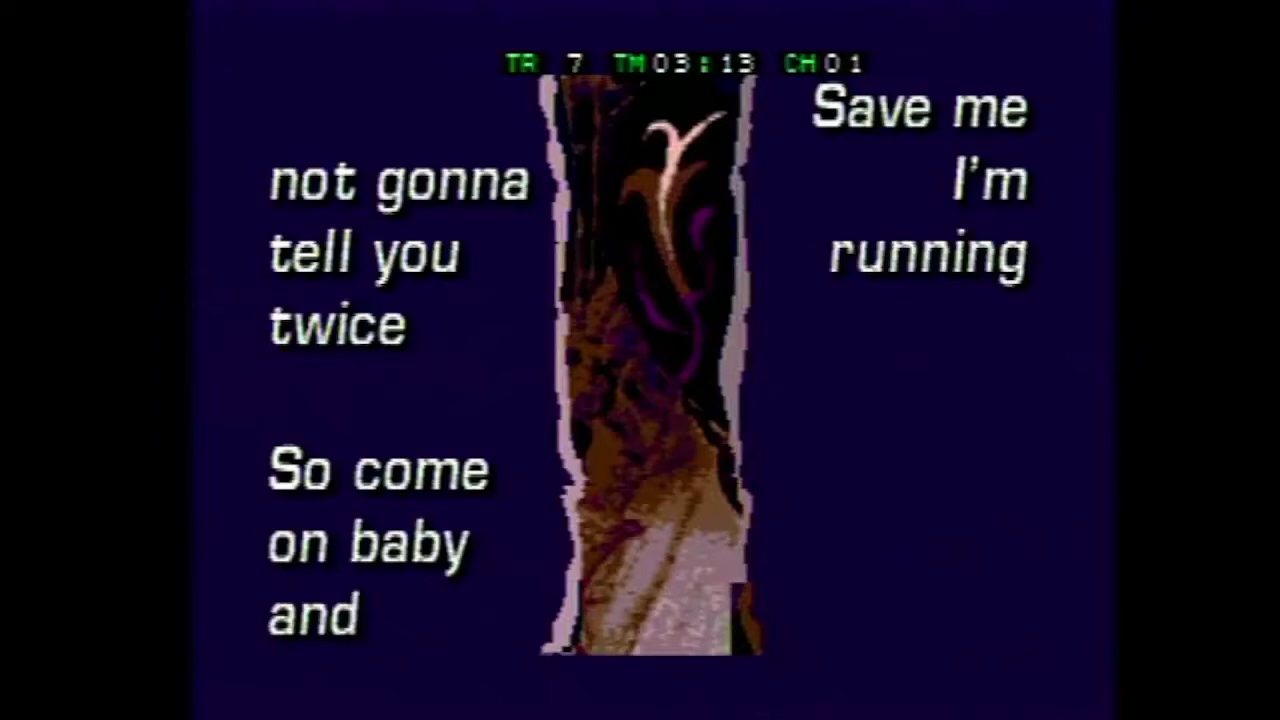 TR 7 TM03:13 CH01
not gonna
tell you
twice
So come
on baby
and
Save me
I'm
running